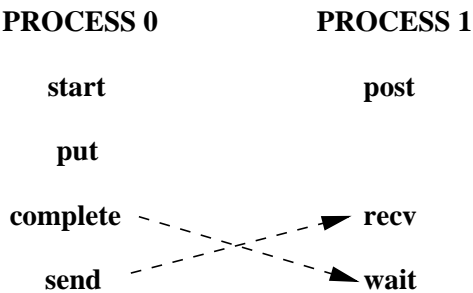 PROCESS 0 PROCESS 1
start post
put
complete recv
send wait